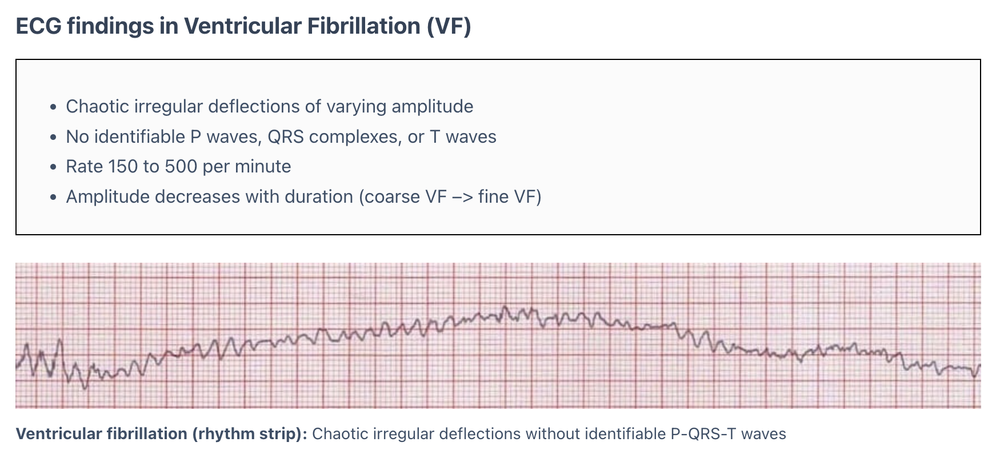 ECG findings in Ventricular Fibrillation (VF)
• Chaotic irregular deflections of varying amplitude
• No identifiable P waves, QRS complexes, or T waves
• Rate 150 to 500 per minute
• Amplitude decreases with duration (coarse VF –> fine VF)
Ventricular fibrillation (rhythm strip): Chaotic irregular deflections without identifiable P-QRS-T waves